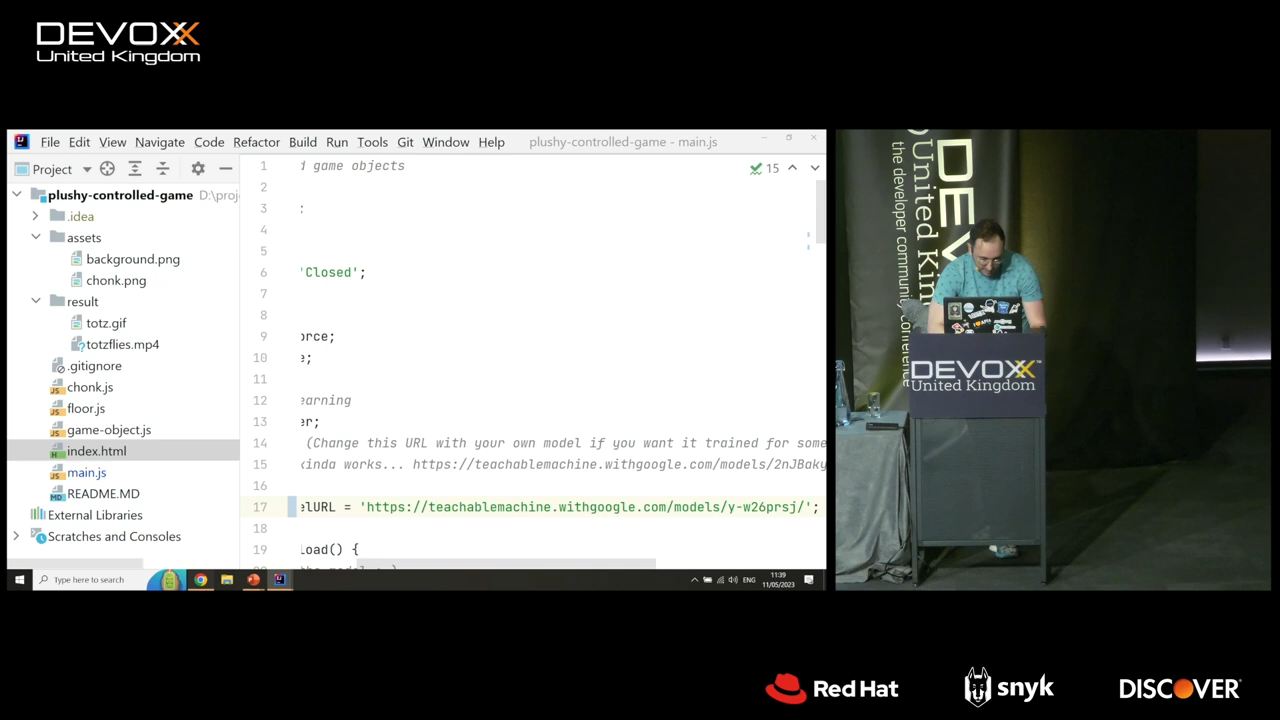 DEVOXX
United Kingdom
File Edit View Navigate Code Refactor Build Run Tools Git Window Help plushy-controlled-game - main.js
Project
plushy-controlled-game D:\proj
.idea
assets
background.png
chonk.png
result
totz.gif
totzflies.mp4
.gitignore
chonk.js
floor.js
game-object.js
index.html
main.js
README.MD
External Libraries
Scratches and Consoles
15
1 d game objects
2
3 :
4
5
6 'Closed';
7
8
9 orce;
10 e;
11
12 earning
13 er;
14 (Change this URL with your own model if you want it trained for some
15 kinda works... https://teachablemachine.withgoogle.com/models/2nJBaky
16
17 elURL = 'https://teachablemachine.withgoogle.com/models/y-w26prsj/';
18
19 load() {
Type here to search
ENG
11:39
11/05/2023
DEVOXX
United Kingdom
the developer community conference
DEVOXX™
United Kingdom
Red Hat
snyk
DISCOVER